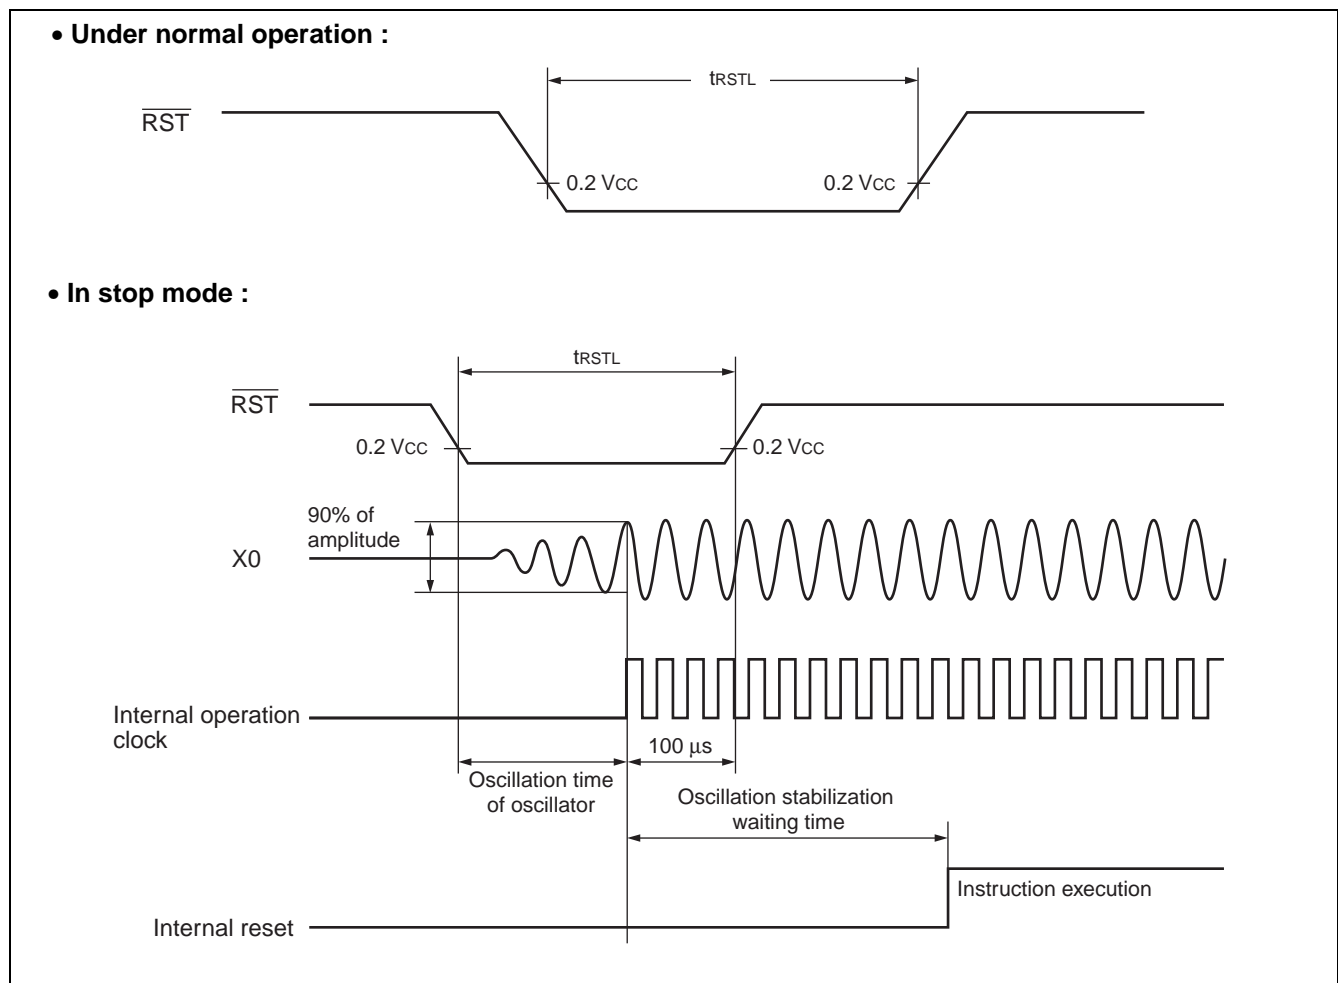 • Under normal operation :
tRSTL
RST
0.2 VCC
0.2 VCC
• In stop mode :
tRSTL
RST
0.2 VCC
0.2 VCC
90% of
amplitude
X0
Internal operation
clock
100 μs
Oscillation time
of oscillator
Oscillation stabilization
waiting time
Instruction execution
Internal reset